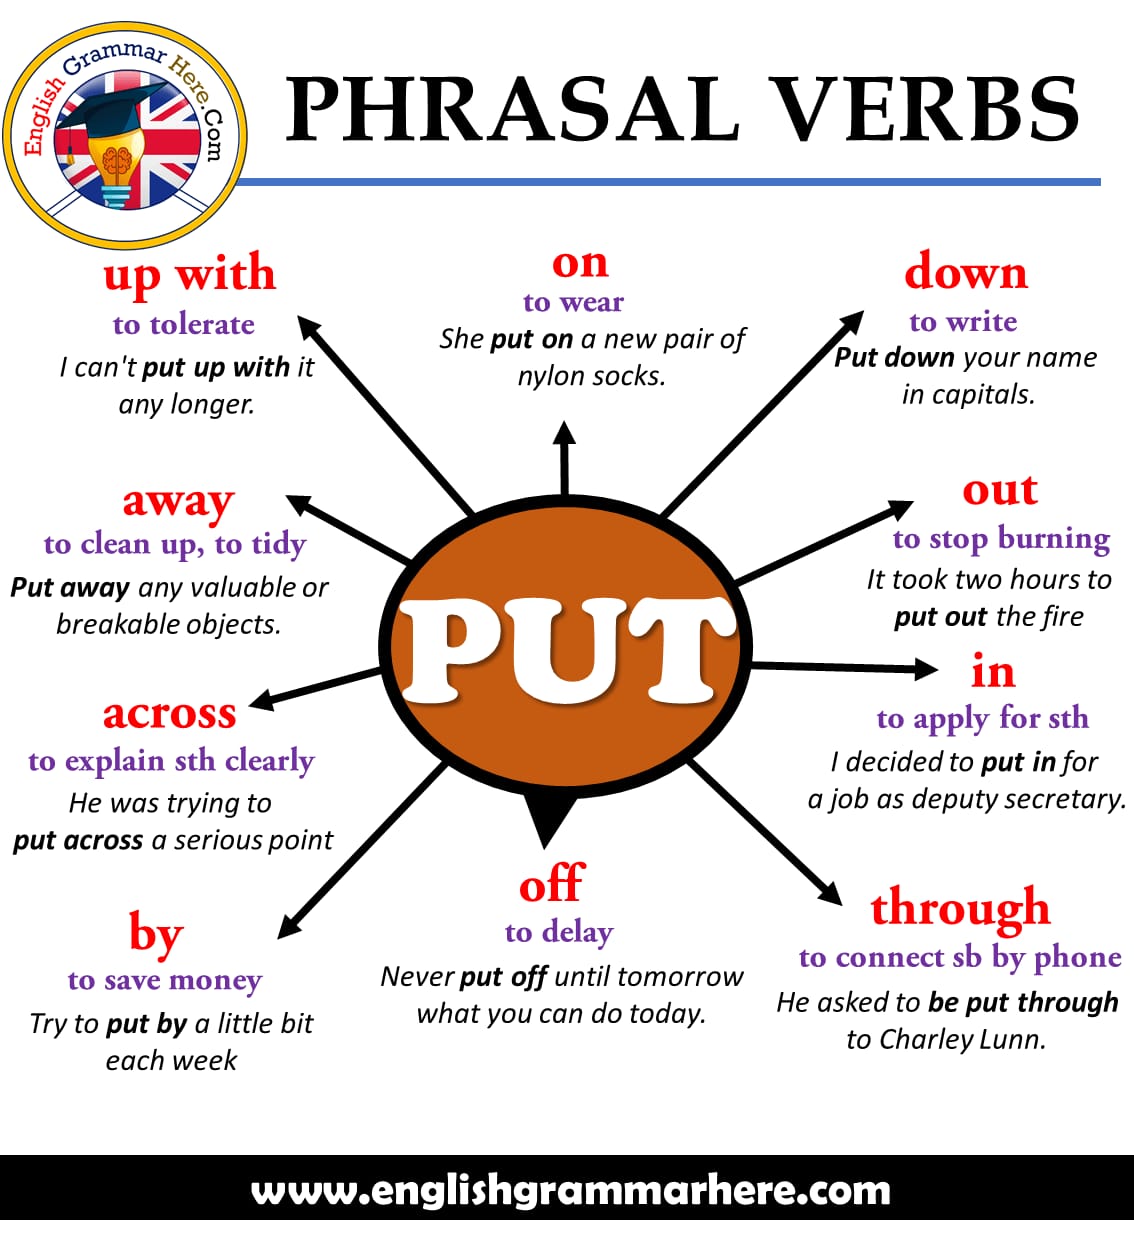 English Grammar Here.Com
PHRASAL VERBS
up with
to tolerate
I can't put up with it
any longer.
on
to wear
She put on a new pair of
nylon socks.
down
to write
Put down your name
in capitals.
away
to clean up, to tidy
Put away any valuable or
breakable objects.
out
to stop burning
It took two hours to
put out the fire
PUT
across
to explain sth clearly
He was trying to
put across a serious point
in
to apply for sth
I decided to put in for
a job as deputy secretary.
by
to save money
Try to put by a little bit
each week
off
to delay
Never put off until tomorrow
what you can do today.
through
to connect sb by phone
He asked to be put through
to Charley Lunn.
www.englishgrammarhere.com